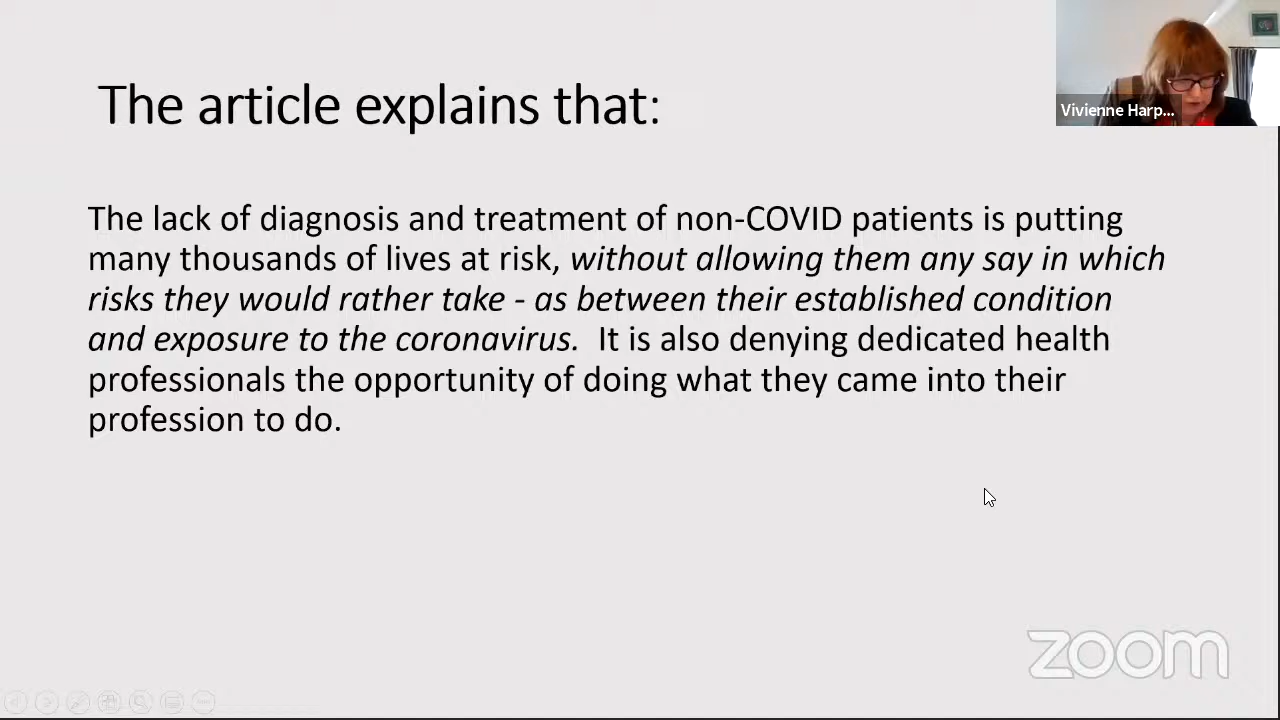 The article explains that:
Vivienne Harp...
The lack of diagnosis and treatment of non-COVID patients is putting
many thousands of lives at risk, without allowing them any say in which
risks they would rather take - as between their established condition
and exposure to the coronavirus. It is also denying dedicated health
professionals the opportunity of doing what they came into their
profession to do.
zoom